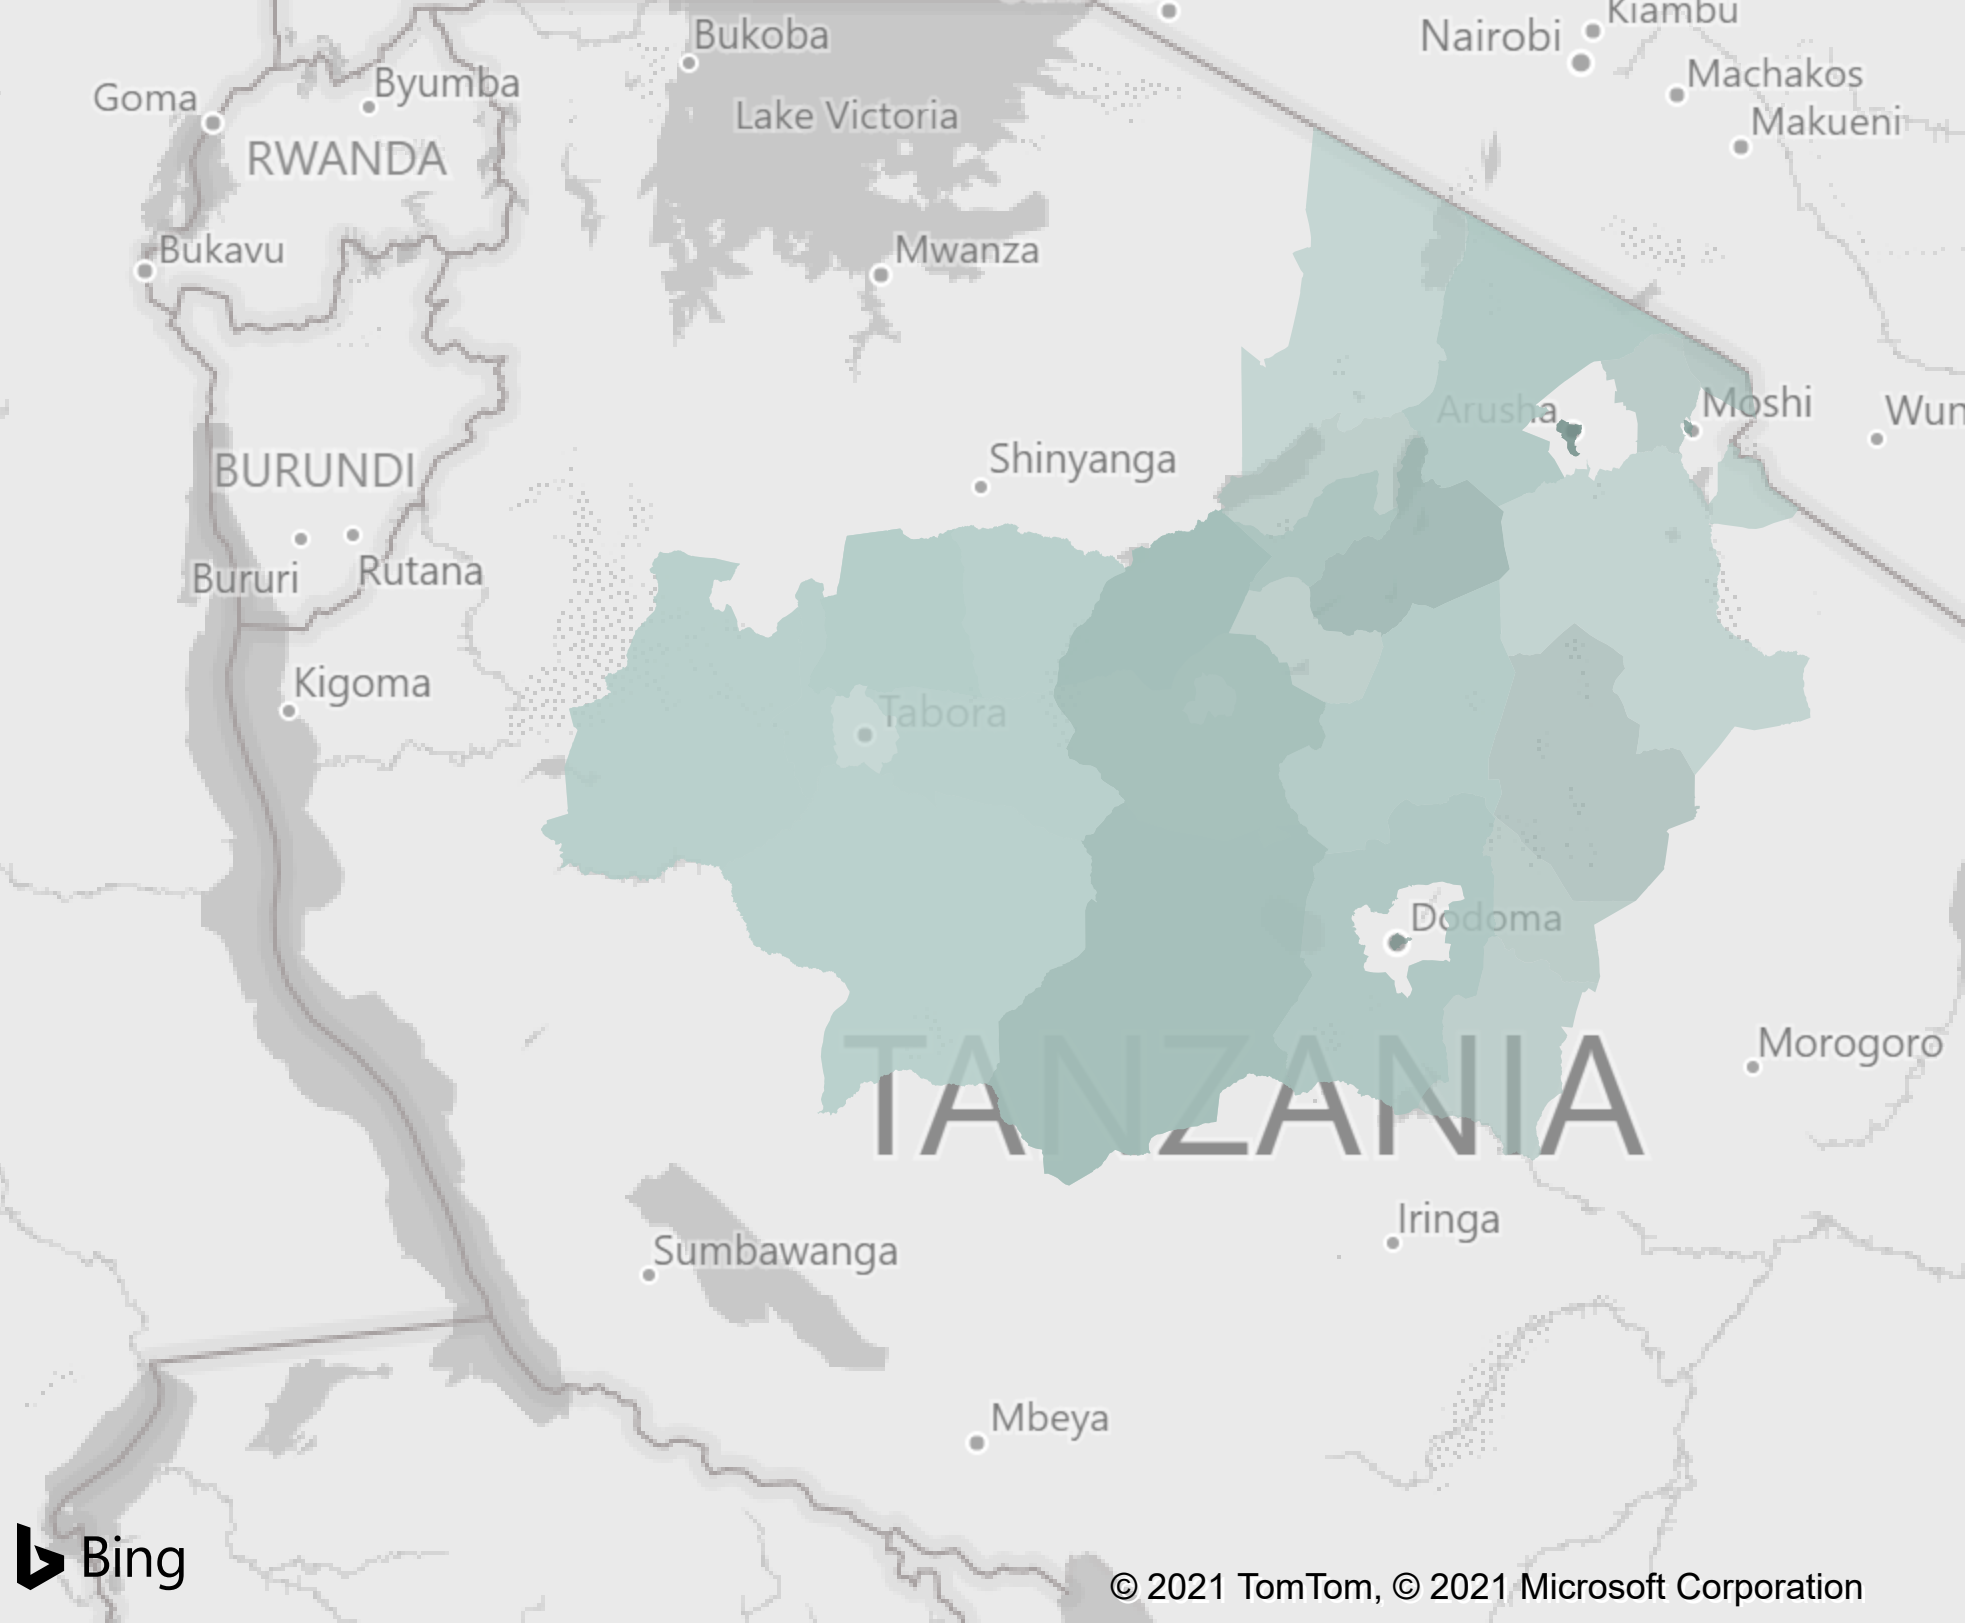 Kiambu
Nairobi
Machakos
Makueni
Bukoba
Byumba
Goma
Lake Victoria
RWANDA
Bukavu
Mwanza
Moshi
Arusha
Wun
Shinyanga
BURUNDI
Bururi
Rutana
Kigoma
Tabora
Dodoma
Morogoro
TANZANIA
Iringa
Sumbawanga
Mbeya
Bing
© 2021 TomTom, © 2021 Microsoft Corporation